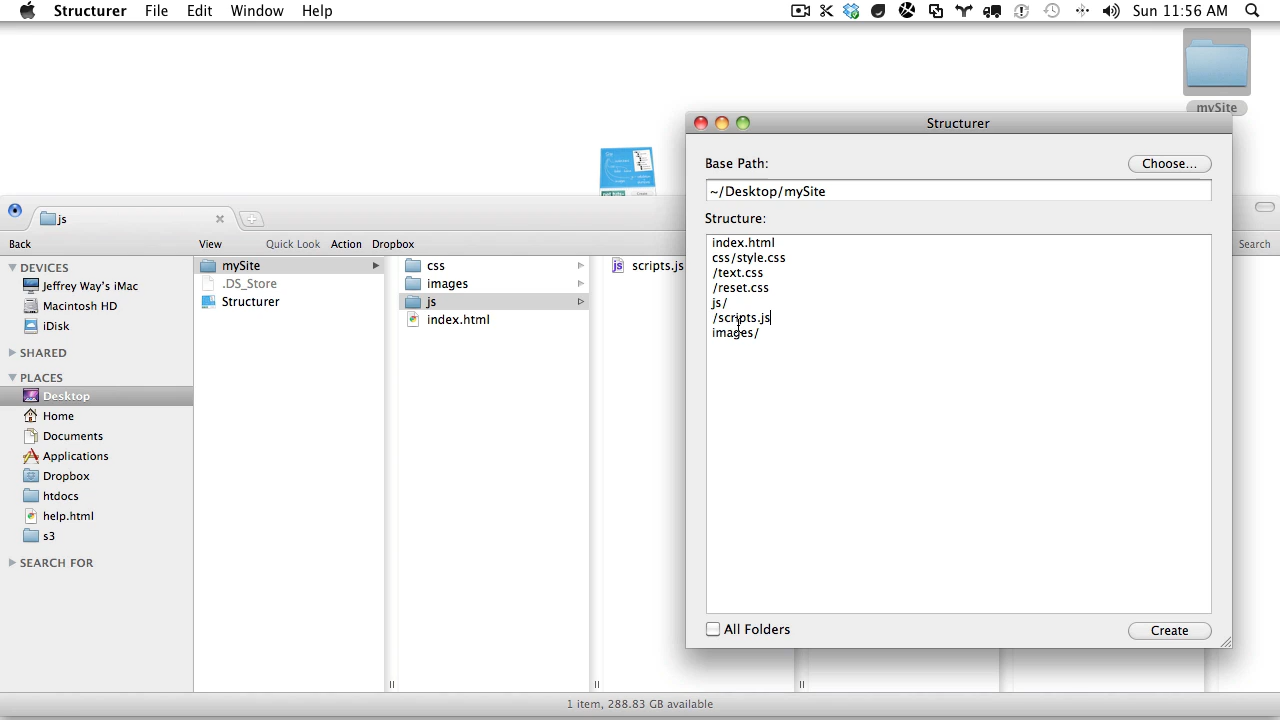 Structurer File Edit Window Help Sun 11:56 AM
mySite
Structurer
Base Path: Choose...
~/Desktop/mySite
Structure:
index.html
css/style.css
/text.css
/reset.css
js/
/scripts.js
images/
All Folders Create
js
Back View Quick Look Action Dropbox Search
DEVICES
Jeffrey Way's iMac
Macintosh HD
iDisk
SHARED
PLACES
Desktop
Home
Documents
Applications
Dropbox
htdocs
help.html
s3
SEARCH FOR
mySite
.DS_Store
Structurer
css
images
js
index.html
scripts.js
1 item, 288.83 GB available